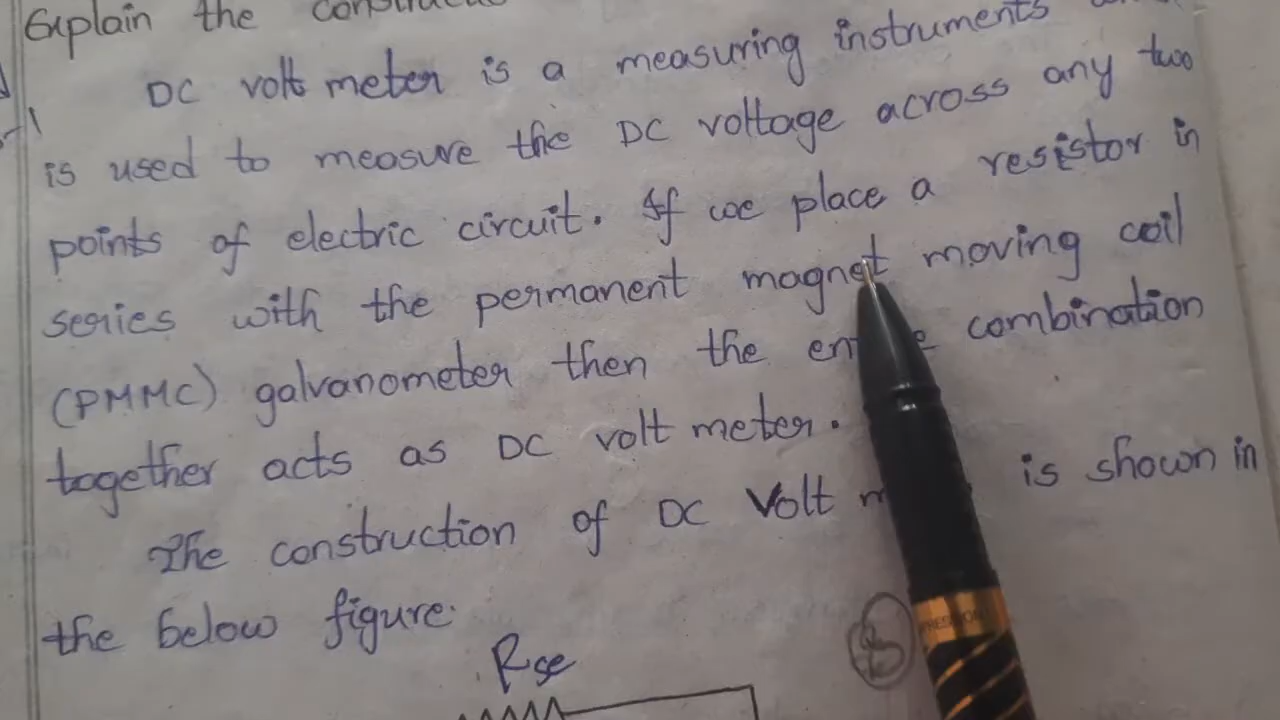 Explain the
DC volt meter is a measuring instruments
is used to measure the DC voltage across any two
points of electric circuit. If we place a resistor in
series with the permanent magnet moving coil
(PMMC) galvanometer then the combination
together acts as DC volt meter.
The construction of DC Volt is shown in
the below figure.
Rse